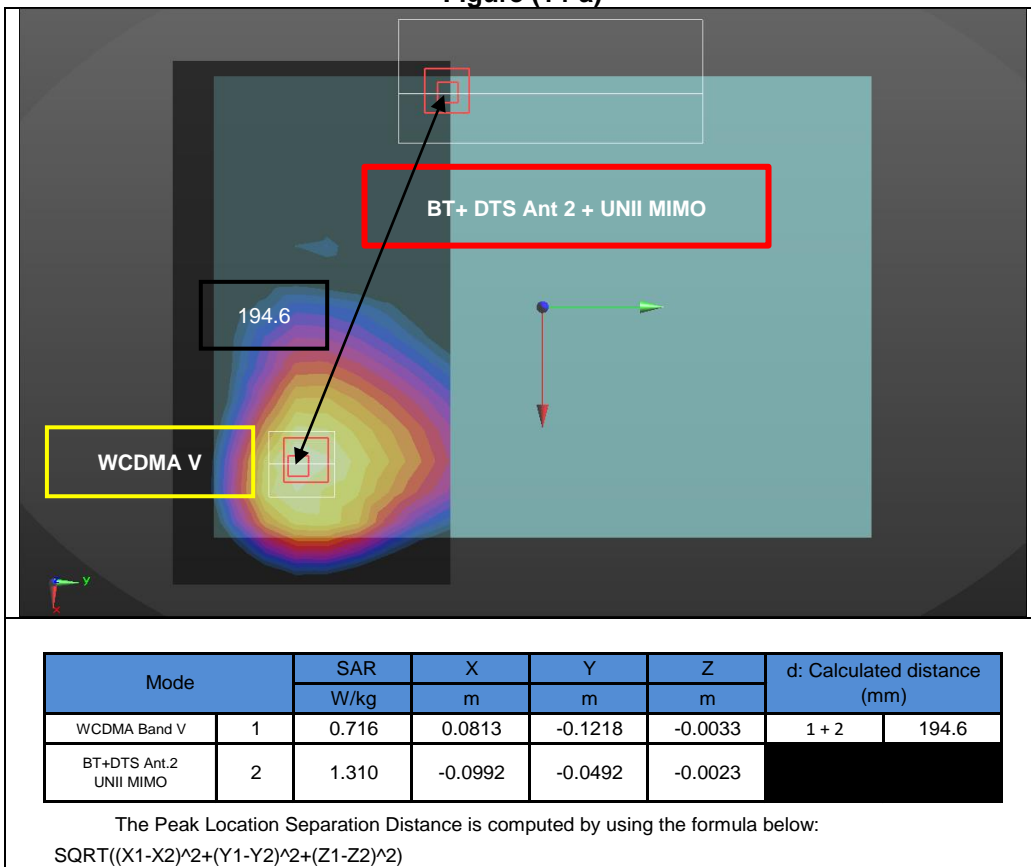 BT+ DTS Ant 2 + UNII MIMO
194.6
WCDMA V
y
x
Mode SAR X Y Z d: Calculated distance (mm)
W/kg m m m
WCDMA Band V 1 0.716 0.0813 -0.1218 -0.0033 1 + 2 194.6
BT+DTS Ant.2 UNII MIMO 2 1.310 -0.0992 -0.0492 -0.0023
The Peak Location Separation Distance is computed by using the formula below:
SQRT((X1-X2)^2+(Y1-Y2)^2+(Z1-Z2)^2)